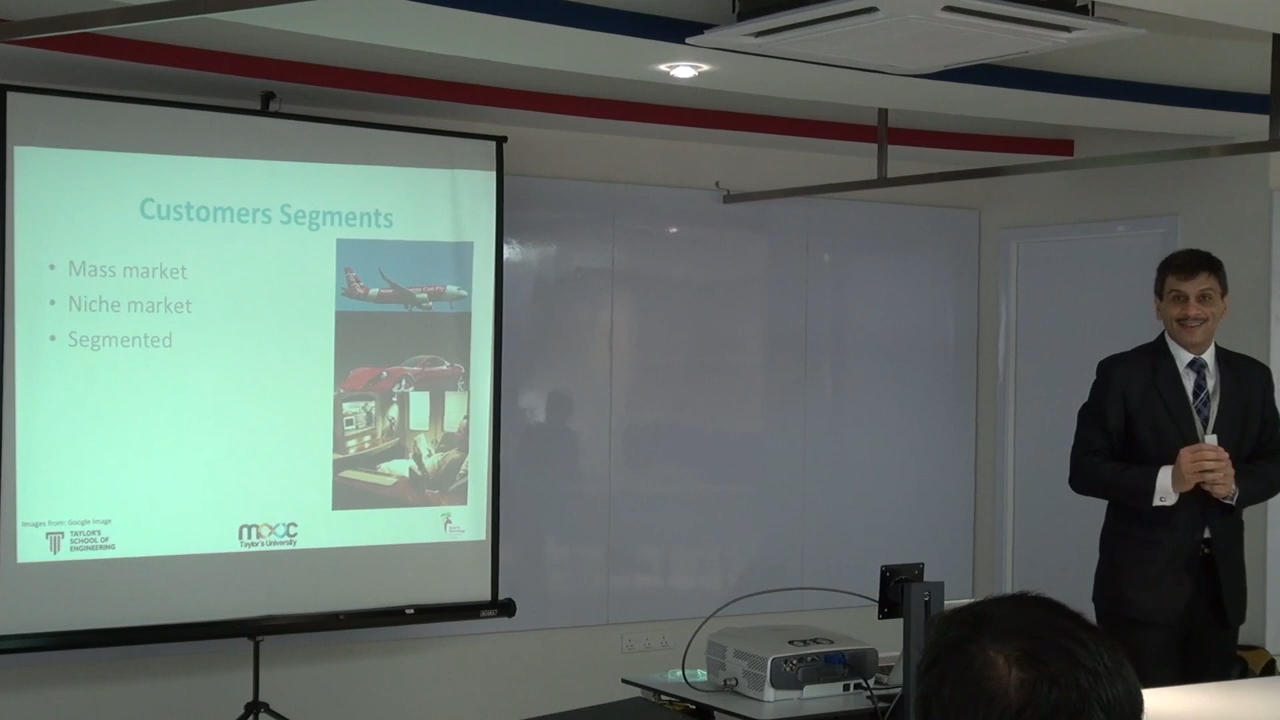 Customers Segments
• Mass market
• Niche market
• Segmented
Images from: Google Image
TAYLOR'S
SCHOOL OF
ENGINEERING
mooc
Taylor's University